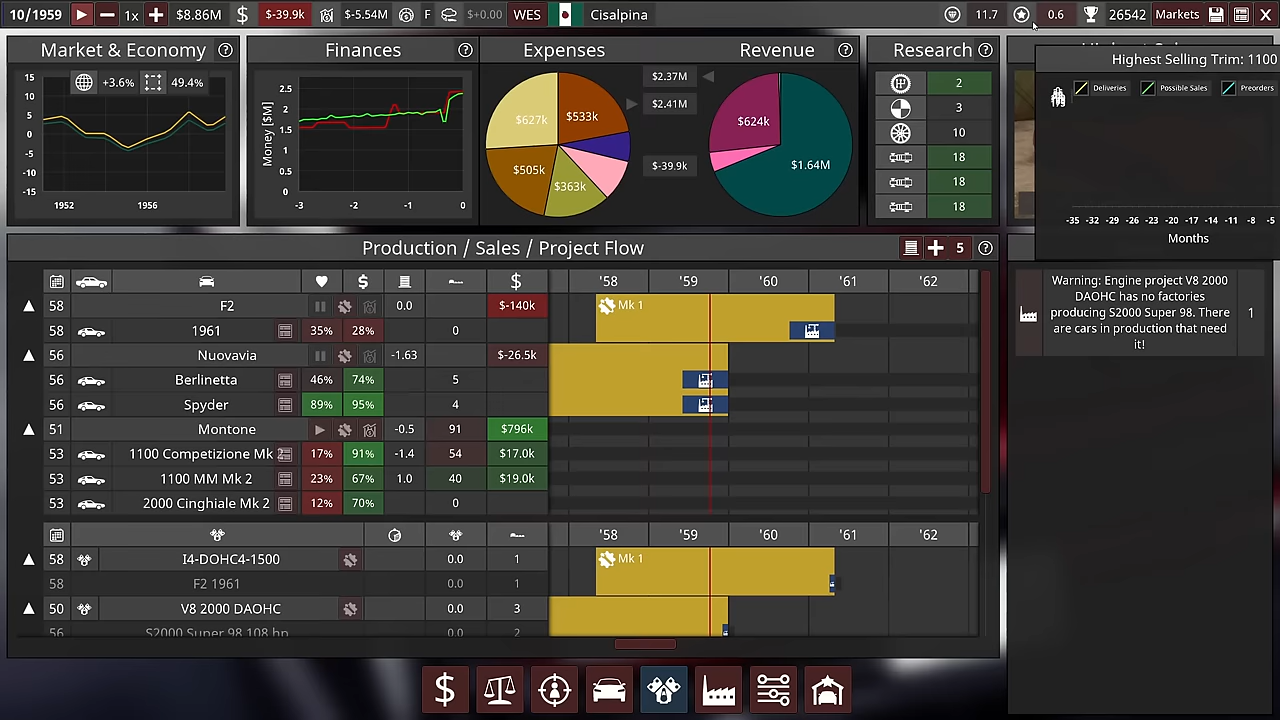 10/1959 1x $8.86M $ $-39.9k $-5.54M F $+0.00 WES Cisalpina 11.7 0.6 26542 Markets
Market & Economy ?
+3.6% 49.4%
15
10
5
0
-5
-10
-15
1952 1956
Finances ?
Money [$M]
2.5
2
1.5
1
0.5
0
-3 -2 -1 0
Expenses
$627k
$533k
$505k
$363k
$2.37M
$2.41M
$-39.9k
Revenue ?
$624k
$1.64M
Research ?
2
3
10
18
18
18
Highest Selling Trim: 1100
Deliveries Possible Sales Preorders
-35 -32 -29 -26 -23 -20 -17 -14 -11 -8 -5
Months
Production / Sales / Project Flow 5 ?
$ $ '58 '59 '60 '61 '62
58 F2 0.0 $-140k Mk 1
58 1961 35% 28% 0
56 Nuovavia -1.63 $-26.5k
56 Berlinetta 46% 74% 5
56 Spyder 89% 95% 4
51 Montone -0.5 91 $796k
53 1100 Competizione Mk 2 17% 91% -1.4 54 $17.0k
53 1100 MM Mk 2 23% 67% 1.0 40 $19.0k
53 2000 Cinghiale Mk 2 12% 70% 0
'58 '59 '60 '61 '62
58 I4-DOHC4-1500 0.0 1 Mk 1
58 F2 1961 0.0 1
50 V8 2000 DAOHC 0.0 3
56 S2000 Super 98 108 hp 0.0 2
Warning: Engine project V8 2000
DAOHC has no factories
producing S2000 Super 98. There
are cars in production that need
it!
1
$